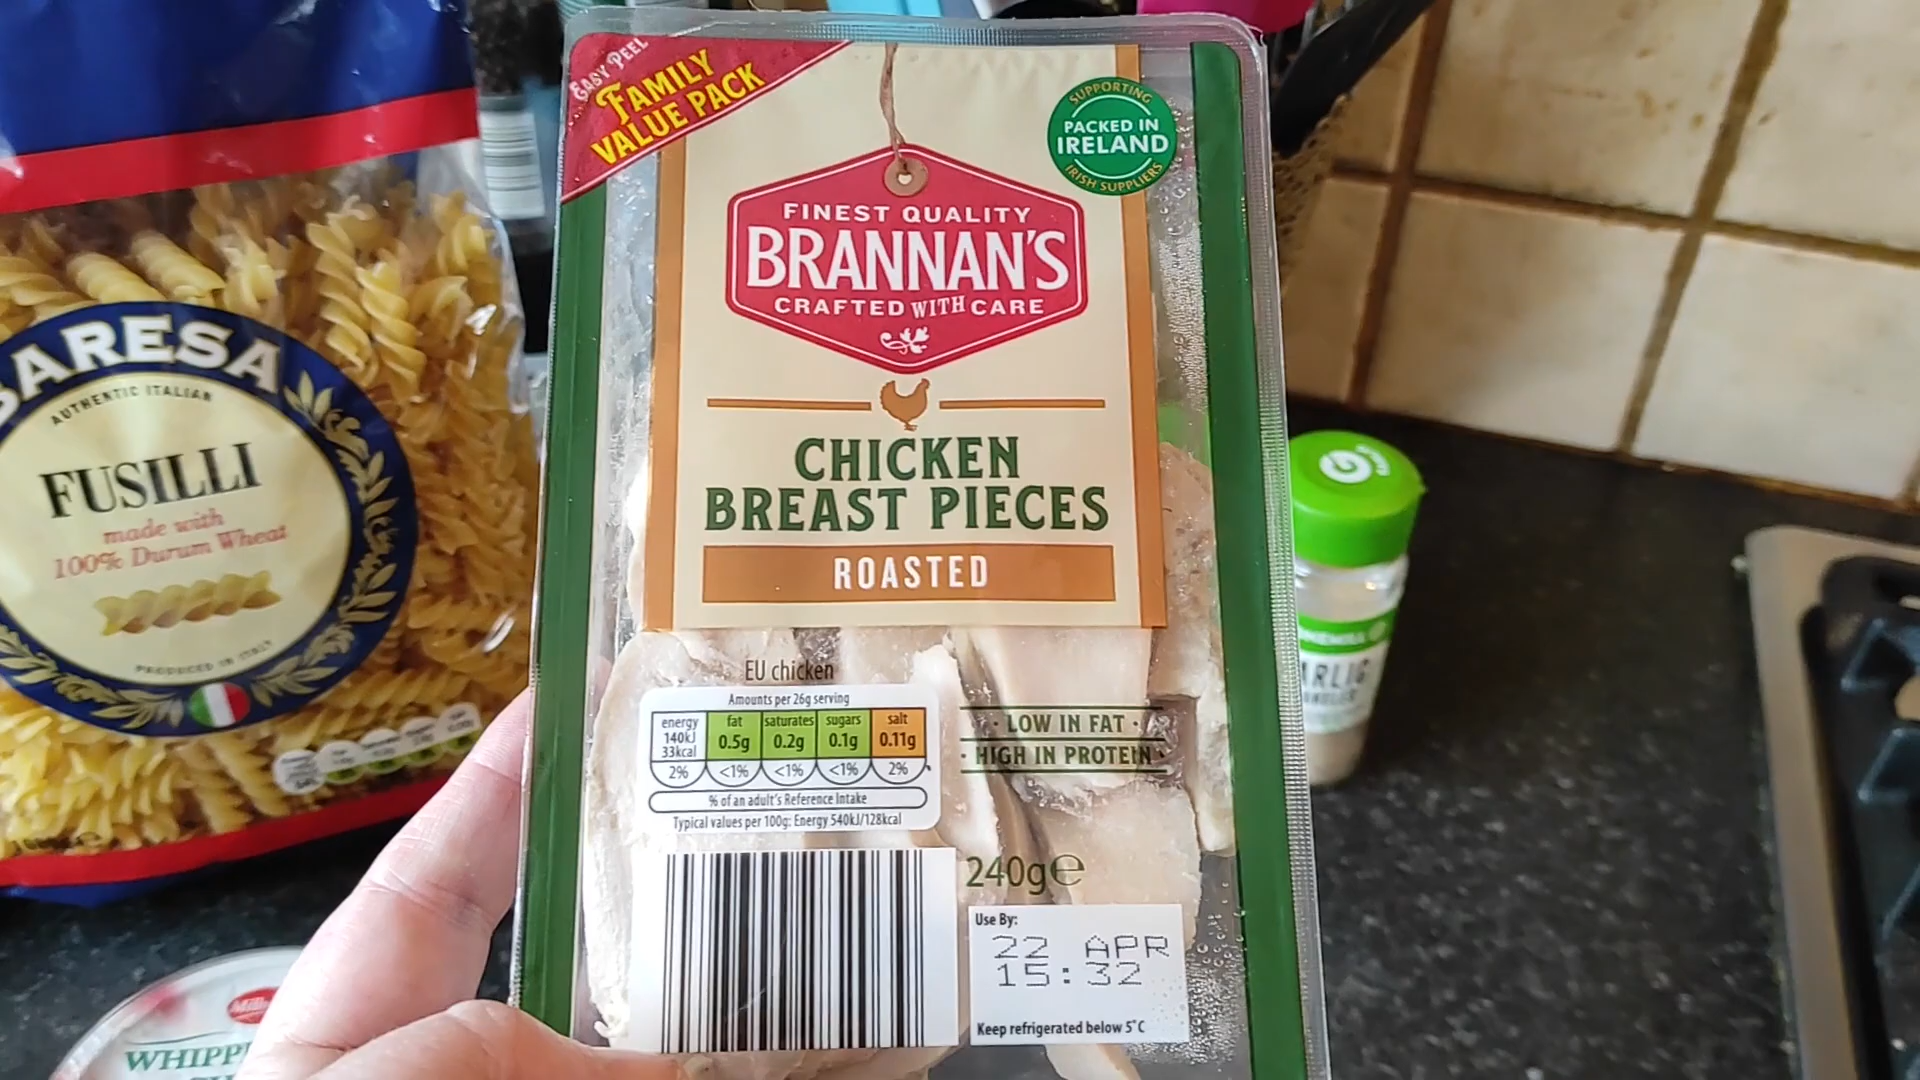 EASY PEEL
FAMILY
VALUE PACK
SUPPORTING
PACKED IN
IRELAND
IRISH SUPPLIERS
FINEST QUALITY
BRANNAN'S
CRAFTED WITH CARE
CHICKEN
BREAST PIECES
ROASTED
EU chicken
Amounts per 26g serving
energy
140kJ
33kcal
2%
fat
0.5g
<1%
saturates
0.2g
<1%
sugars
0.1g
<1%
salt
0.11g
2%
% of an adult's Reference Intake
Typical values per 100g: Energy 540kJ/128kcal
· LOW IN FAT ·
· HIGH IN PROTEIN ·
240g℮
Use By:
22 APR
15:32
Keep refrigerated below 5°C
BARESA
AUTHENTIC ITALIAN
FUSILLI
made with
100% Durum Wheat
PRODUCED IN ITALY
WHIPP
ARLIC